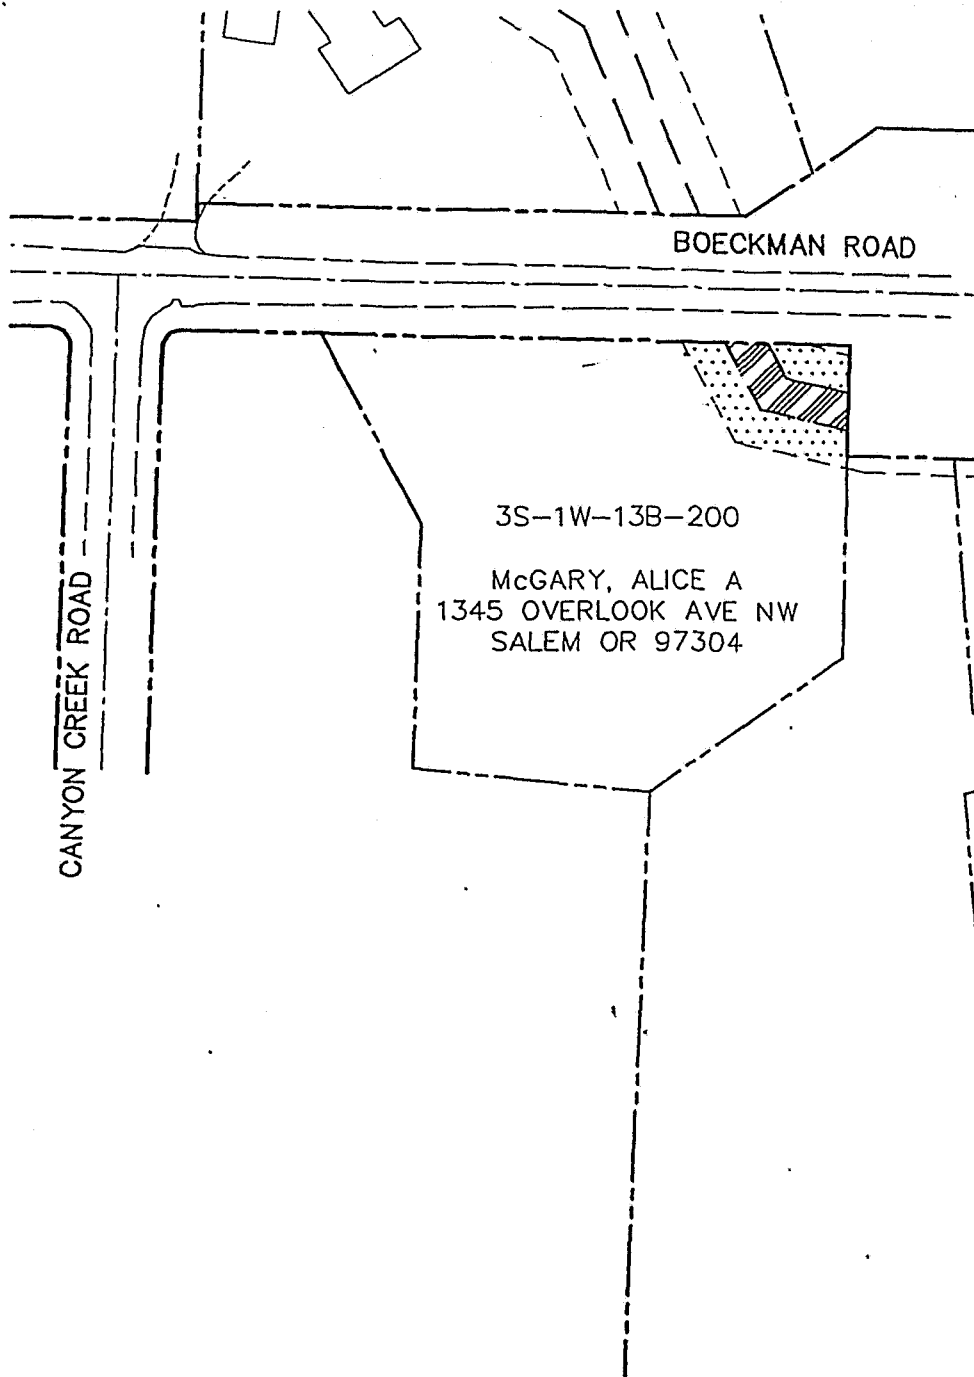 BOECKMAN ROAD
3S-1W-13B-200
McGARY, ALICE A
1345 OVERLOOK AVE NW
SALEM OR 97304
CANYON CREEK ROAD